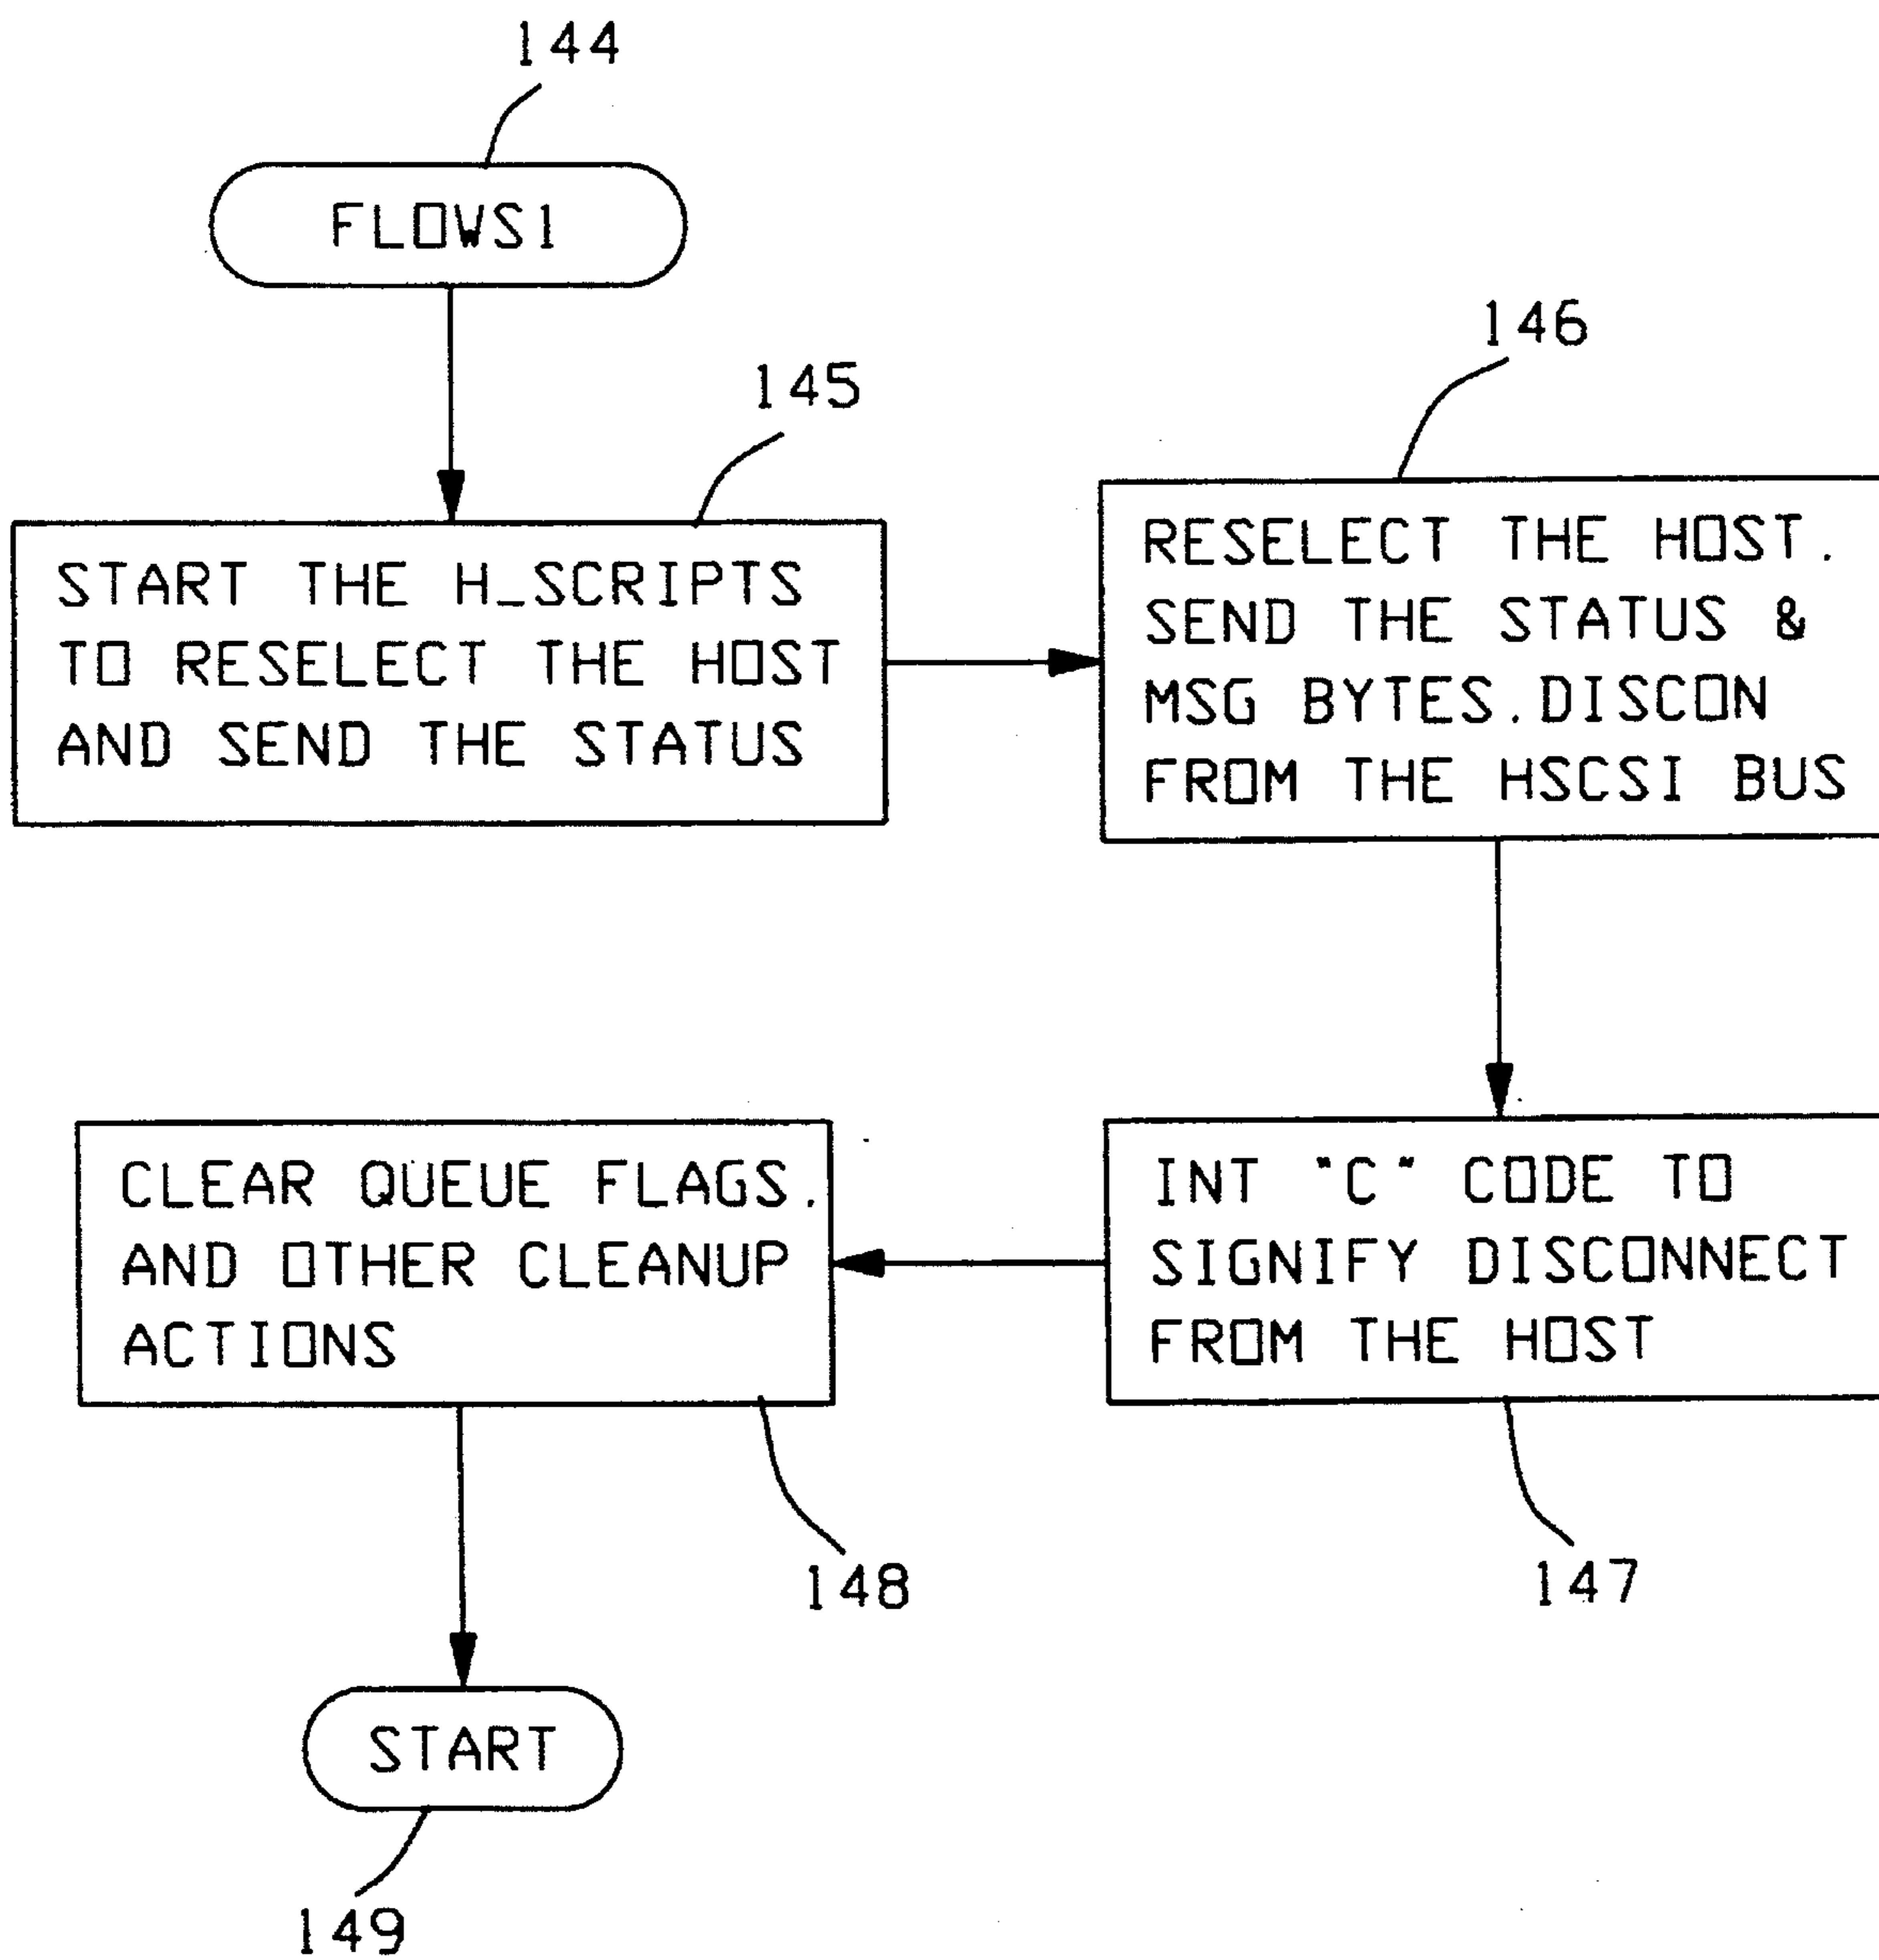 144
FLOWS1
145
START THE H_SCRIPTS
TO RESELECT THE HOST
AND SEND THE STATUS
146
RESELECT THE HOST.
SEND THE STATUS &
MSG BYTES.DISCON
FROM THE HSCSI BUS
INT "C" CODE TO
SIGNIFY DISCONNECT
FROM THE HOST
147
CLEAR QUEUE FLAGS.
AND OTHER CLEANUP
ACTIONS
148
START
149